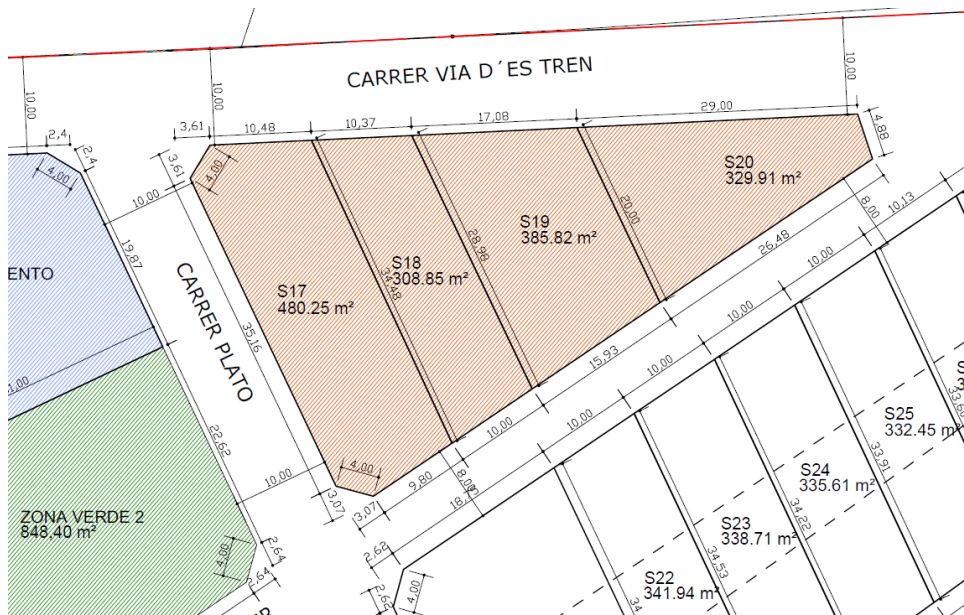 CARRER VIA D´ES TREN
10,00
10,00
10,00
2,4
2,4
4,00
3,61
10,48
10,37
17,08
29,00
4,88
3,61
4,00
10,00
19,87
ENTO
CARRER PLATO
S17
480.25 m²
S18
308.85 m²
S19
385.82 m²
S20
329.91 m²
34,48
28,98
20,00
35,16
26,48
8,00
10,13
10,00
10,00
15,93
10,00
10,00
10,00
9,80
8,00
3,07
3,07
4,00
1,00
22,62
10,00
ZONA VERDE 2
848,40 m²
4,00
2,64
2,64
2,62
2,62
4,00
S22
341.94 m²
S23
338.71 m²
S24
335.61 m²
S25
332.45 m²
S
3
34,53
34,22
33,91
33,60
34